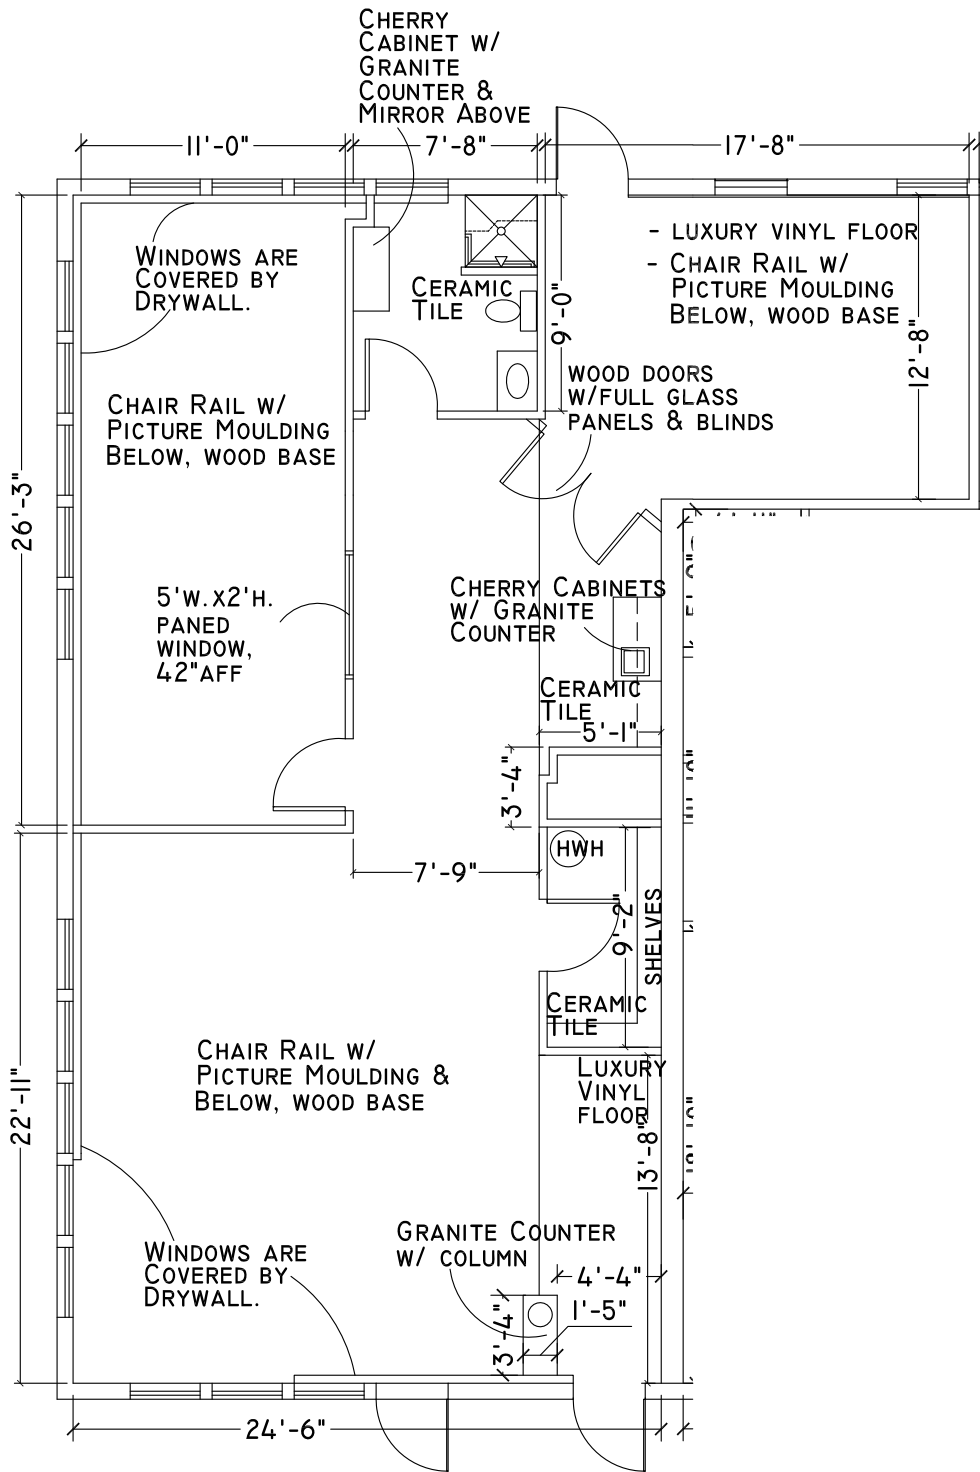 Cherry
Cabinet w/
Granite
Counter &
Mirror Above
11'-0"
7'-8"
17'-8"
Windows are
Covered by
Drywall.
Ceramic
Tile
9'-0"
- luxury vinyl floor
- Chair Rail w/
Picture Moulding
Below, wood base
12'-8"
wood doors
w/full glass
panels & blinds
Chair Rail w/
Picture Moulding
Below, wood base
26'-3"
5'w.x2'h.
paned
window,
42"aff
Cherry Cabinets
w/ Granite
Counter
Ceramic
Tile
5'-1"
3'-4"
7'-9"
HWH
9'-2"
shelves
Ceramic
Tile
22'-11"
Chair Rail w/
Picture Moulding &
Below, wood base
Luxury
Vinyl
floor
13'-8"
Windows are
Covered by
Drywall.
Granite Counter
w/ column
4'-4"
1'-5"
3'-4"
24'-6"